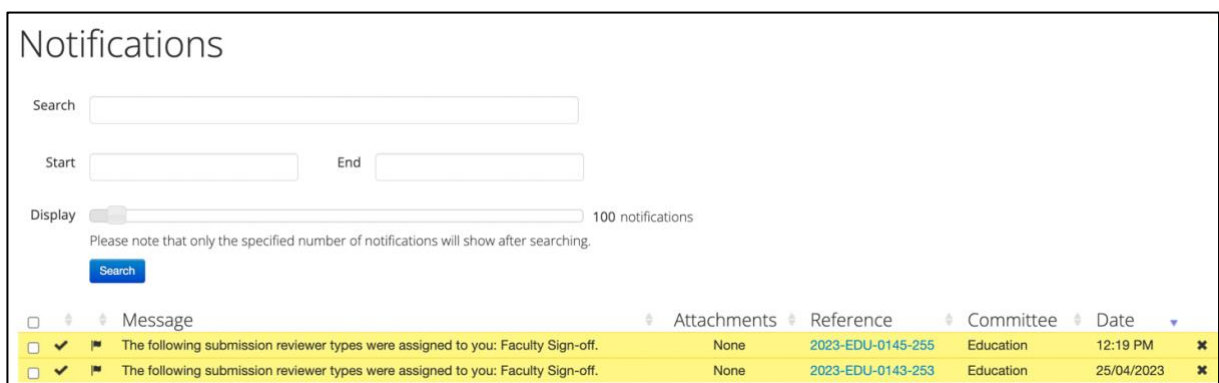 Notifications
Search
Start End
Display 100 notifications
Please note that only the specified number of notifications will show after searching.
Search
Message Attachments Reference Committee Date
The following submission reviewer types were assigned to you: Faculty Sign-off. None 2023-EDU-0145-255 Education 12:19 PM
The following submission reviewer types were assigned to you: Faculty Sign-off. None 2023-EDU-0143-253 Education 25/04/2023